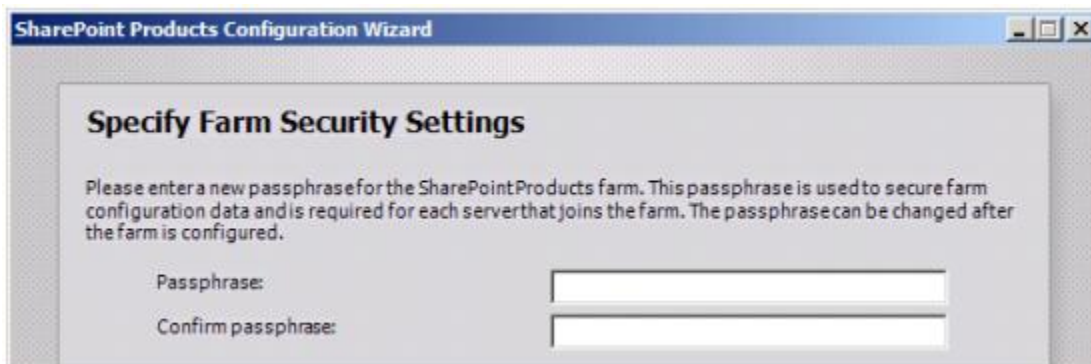 SharePoint Products Configuration Wizard
Specify Farm Security Settings
Please enter a new passphrase for the SharePoint Products farm. This passphrase is used to secure farm
configuration data and is required for each server that joins the farm. The passphrase can be changed after
the farm is configured.
Passphrase:
Confirm passphrase: